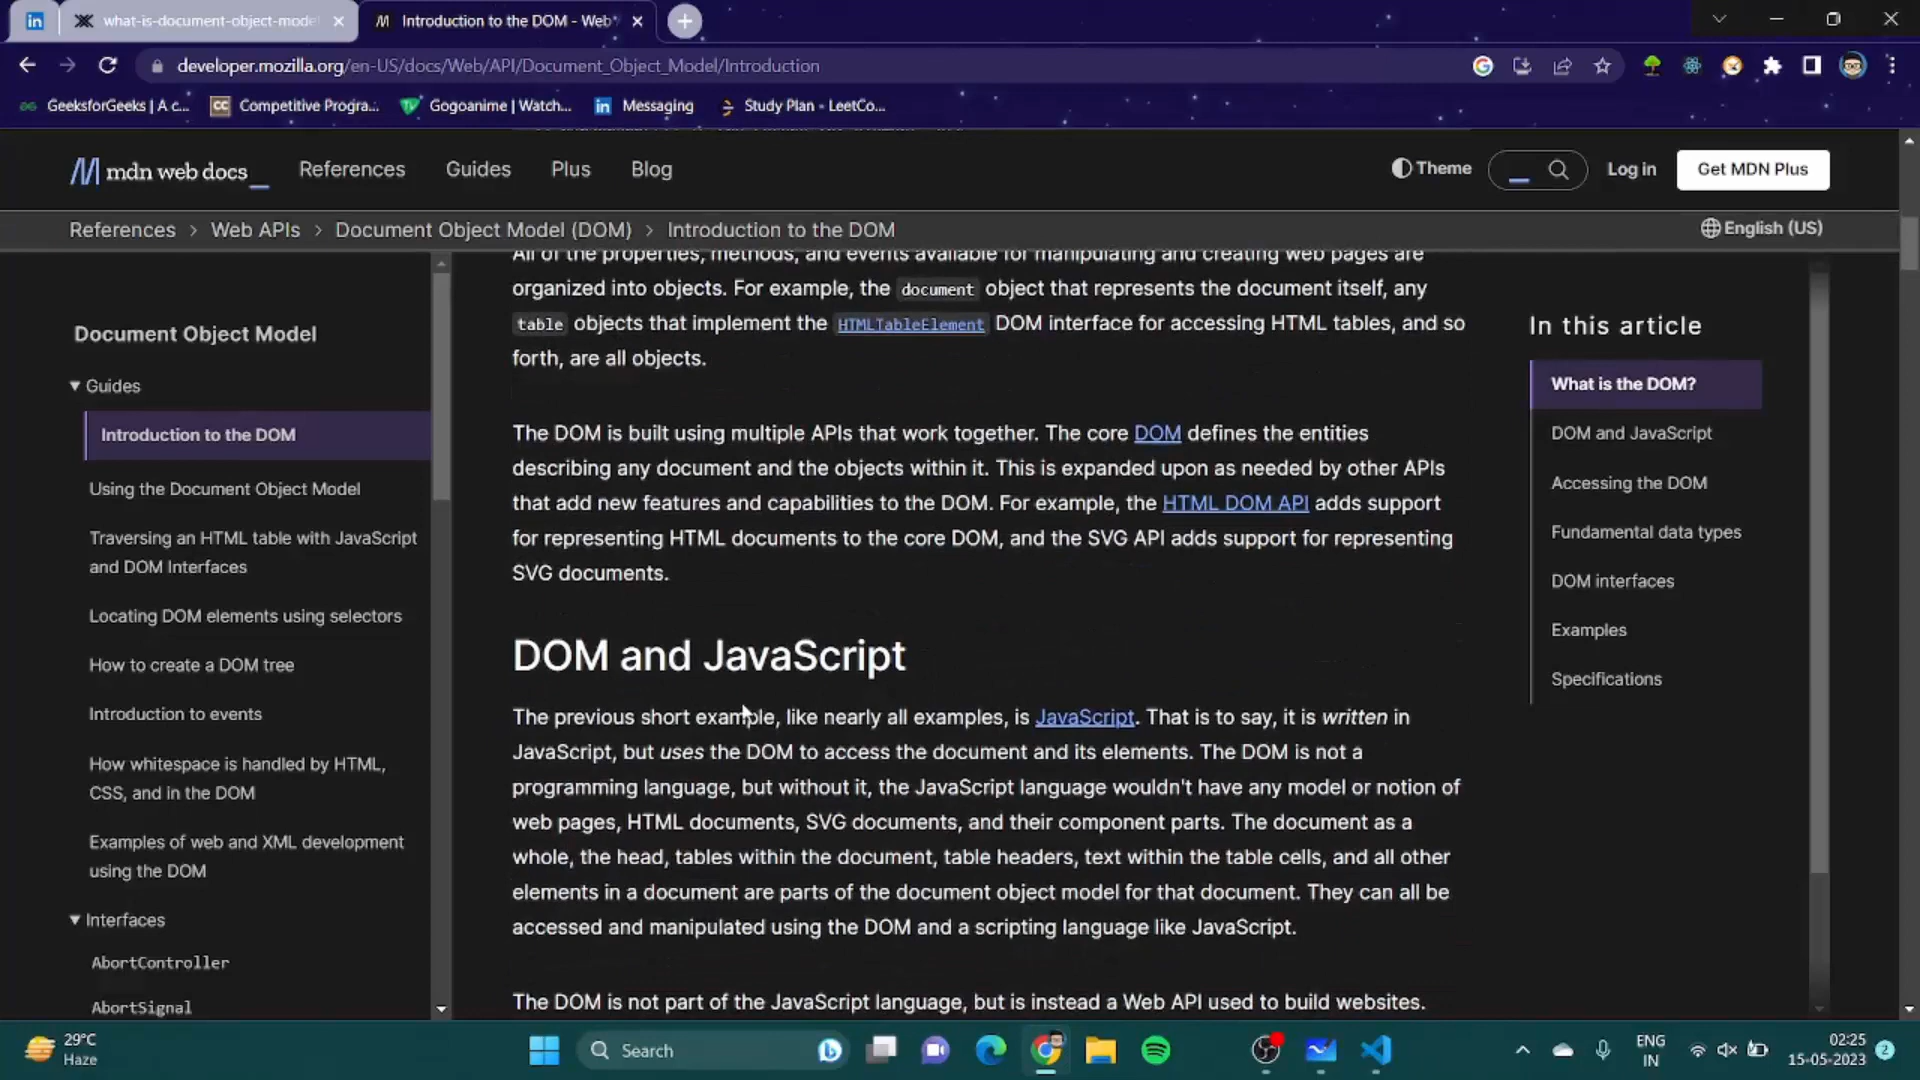 what-is-document-object-model
Introduction to the DOM - Web
developer.mozilla.org/en-US/docs/Web/API/Document_Object_Model/Introduction
GeeksforGeeks | A c...
Competitive Progra...
Gogoanime | Watch...
Messaging
Study Plan - LeetCo...
mdn web docs_
References
Guides
Plus
Blog
Theme
Log in
Get MDN Plus
References > Web APIs > Document Object Model (DOM) > Introduction to the DOM
English (US)
Document Object Model
Guides
Introduction to the DOM
Using the Document Object Model
Traversing an HTML table with JavaScript
and DOM Interfaces
Locating DOM elements using selectors
How to create a DOM tree
Introduction to events
How whitespace is handled by HTML,
CSS, and in the DOM
Examples of web and XML development
using the DOM
Interfaces
AbortController
AbortSignal
All of the properties, methods, and events available for manipulating and creating web pages are
organized into objects. For example, the document object that represents the document itself, any
table objects that implement the HTMLTableElement DOM interface for accessing HTML tables, and so
forth, are all objects.
The DOM is built using multiple APIs that work together. The core DOM defines the entities
describing any document and the objects within it. This is expanded upon as needed by other APIs
that add new features and capabilities to the DOM. For example, the HTML DOM API adds support
for representing HTML documents to the core DOM, and the SVG API adds support for representing
SVG documents.
DOM and JavaScript
The previous short example, like nearly all examples, is JavaScript. That is to say, it is written in
JavaScript, but uses the DOM to access the document and its elements. The DOM is not a
programming language, but without it, the JavaScript language wouldn't have any model or notion of
web pages, HTML documents, SVG documents, and their component parts. The document as a
whole, the head, tables within the document, table headers, text within the table cells, and all other
elements in a document are parts of the document object model for that document. They can all be
accessed and manipulated using the DOM and a scripting language like JavaScript.
The DOM is not part of the JavaScript language, but is instead a Web API used to build websites.
In this article
What is the DOM?
DOM and JavaScript
Accessing the DOM
Fundamental data types
DOM interfaces
Examples
Specifications
29°C
Haze
Search
ENG
IN
02:25
15-05-2023
2